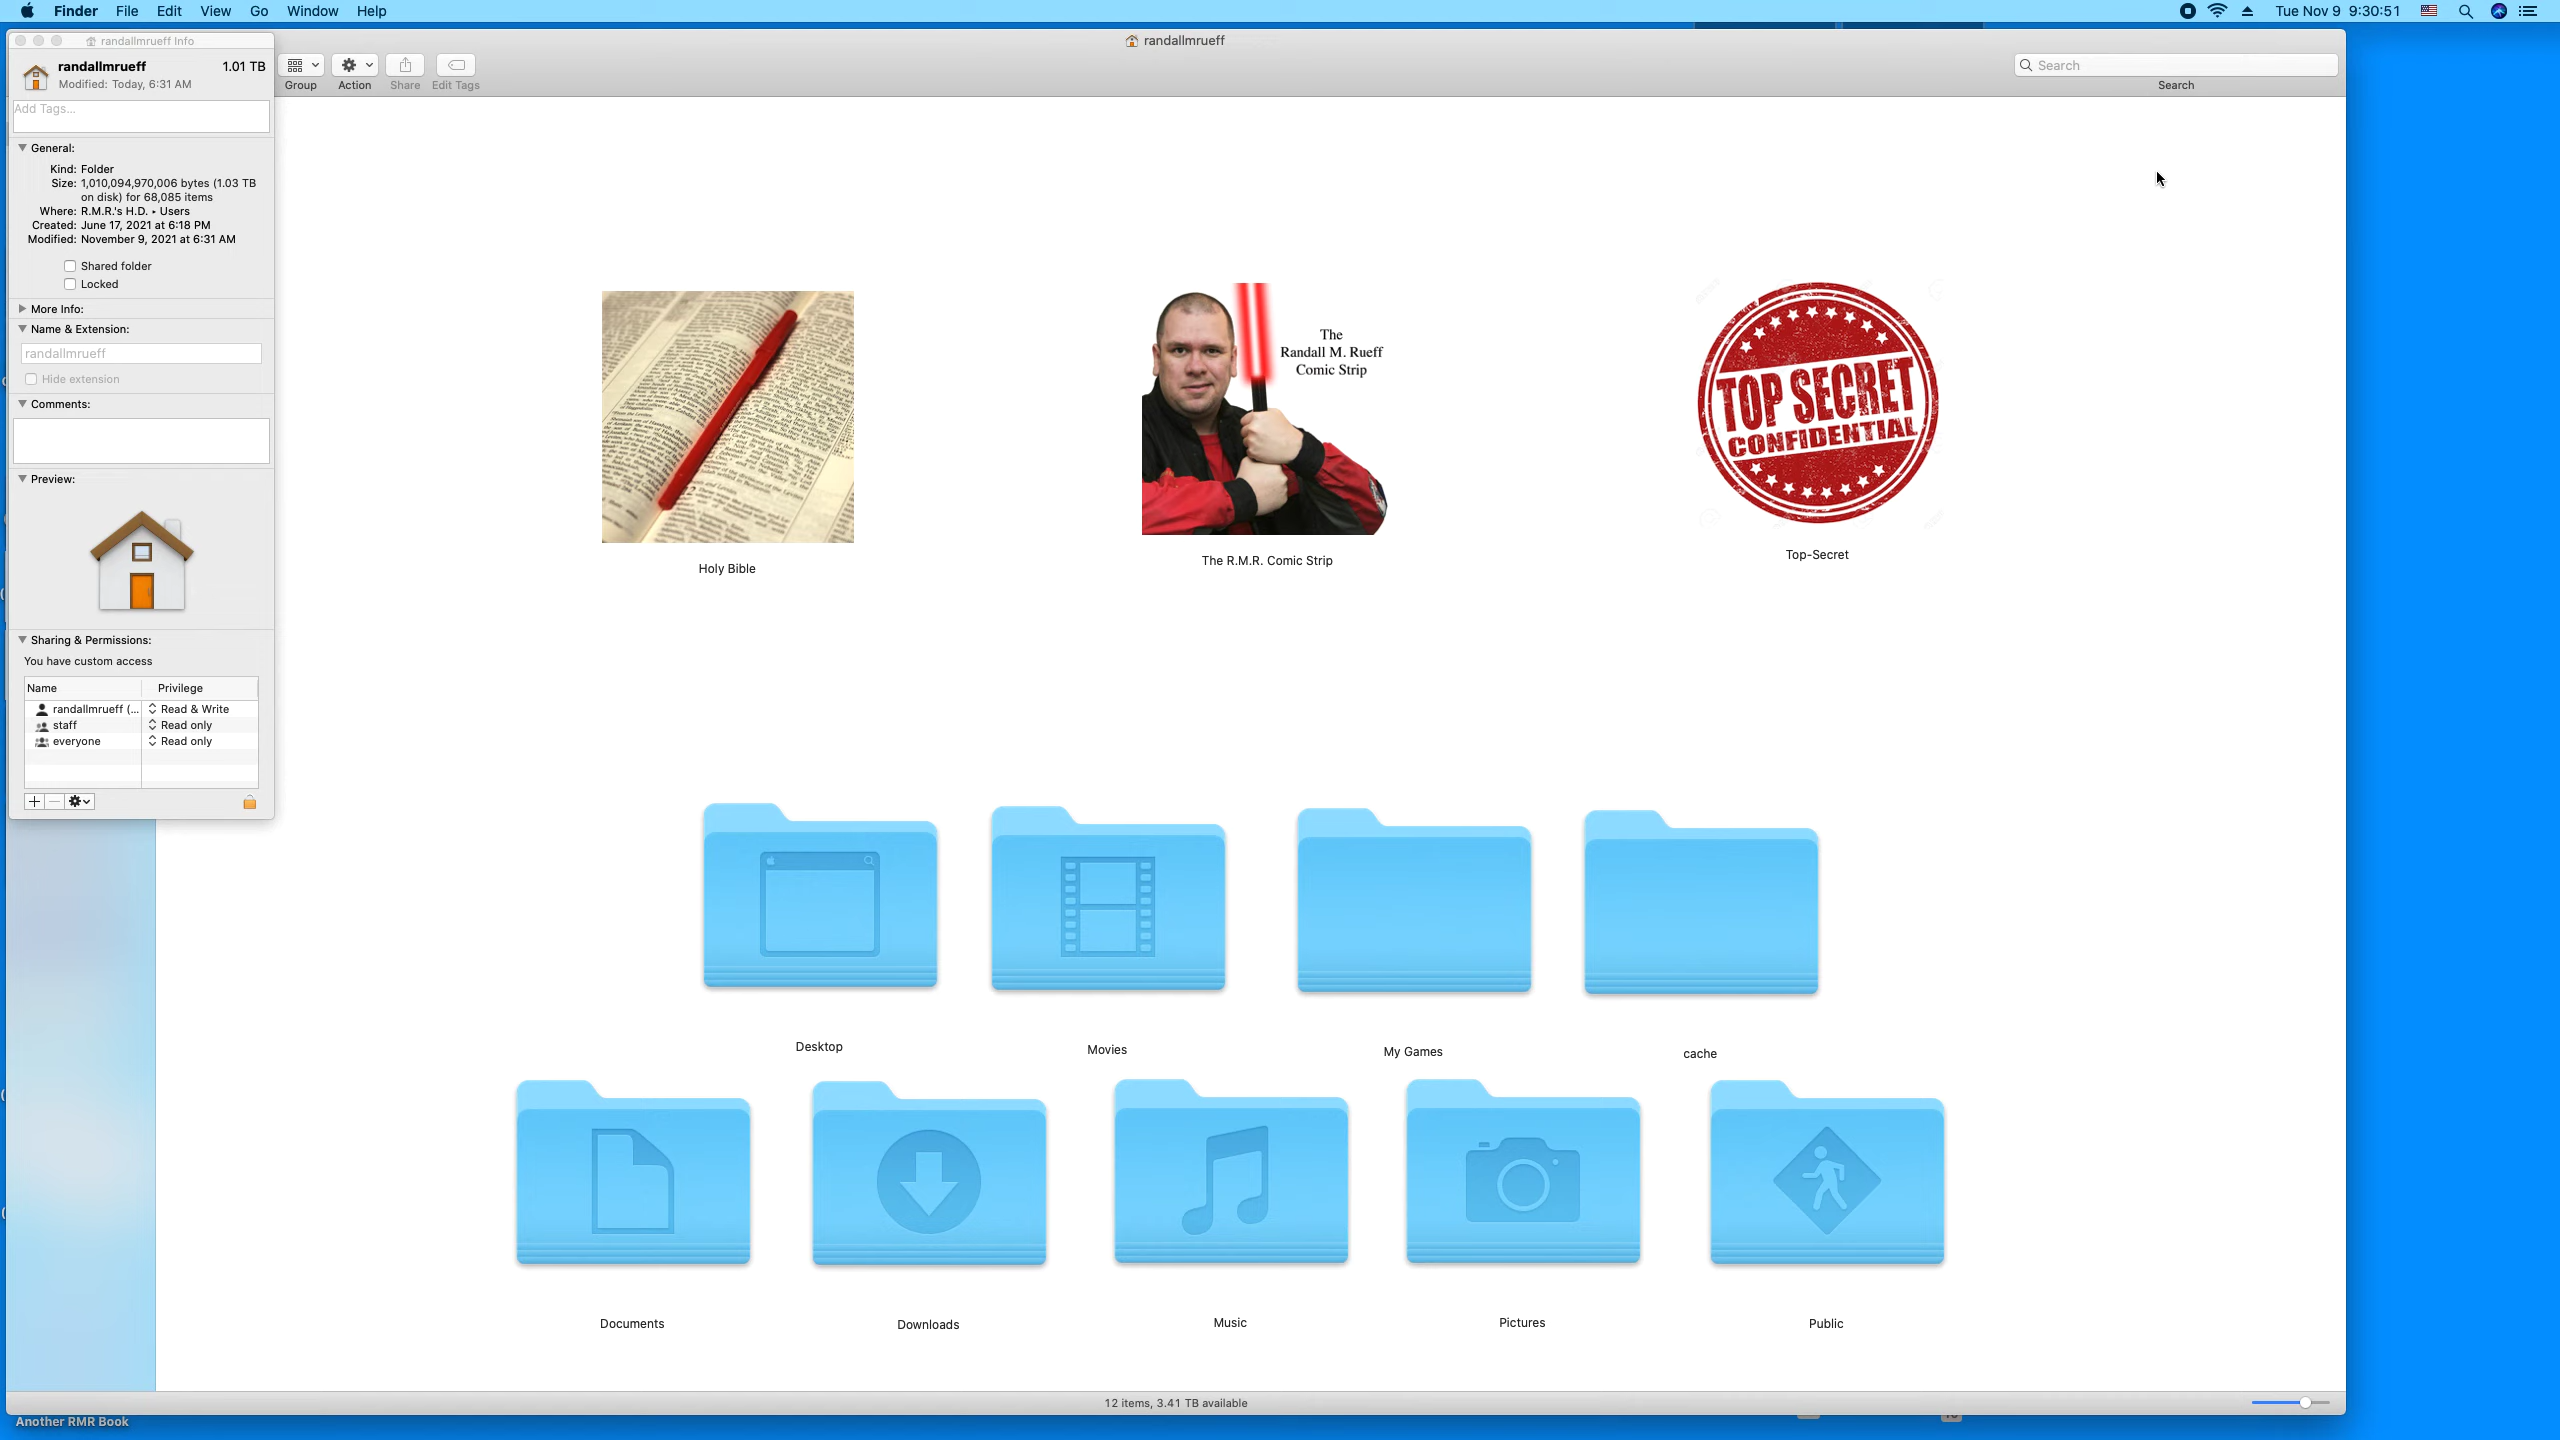 Finder File Edit View Go Window Help
Tue Nov 9 9:30:51
randallmrueff Info
randallmrueff
randallmrueff 1.01 TB
Modified: Today, 6:31 AM
Add Tags...
Group Action Share Edit Tags
Search
Search
General:
Kind: Folder
Size: 1,010,094,970,006 bytes (1.03 TB
on disk) for 68,085 items
Where: R.M.R.'s H.D. ▸ Users
Created: June 17, 2021 at 6:18 PM
Modified: November 9, 2021 at 6:31 AM
Shared folder
Locked
More Info:
Name & Extension:
randallmrueff
Hide extension
Comments:
Preview:
Sharing & Permissions:
You have custom access
Name Privilege
randallmrueff (... Read & Write
staff Read only
everyone Read only
The
Randall M. Rueff
Comic Strip
TOP SECRET
CONFIDENTIAL
Holy Bible
The R.M.R. Comic Strip
Top-Secret
Desktop
Movies
My Games
cache
Documents
Downloads
Music
Pictures
Public
12 items, 3.41 TB available
Another RMR Book